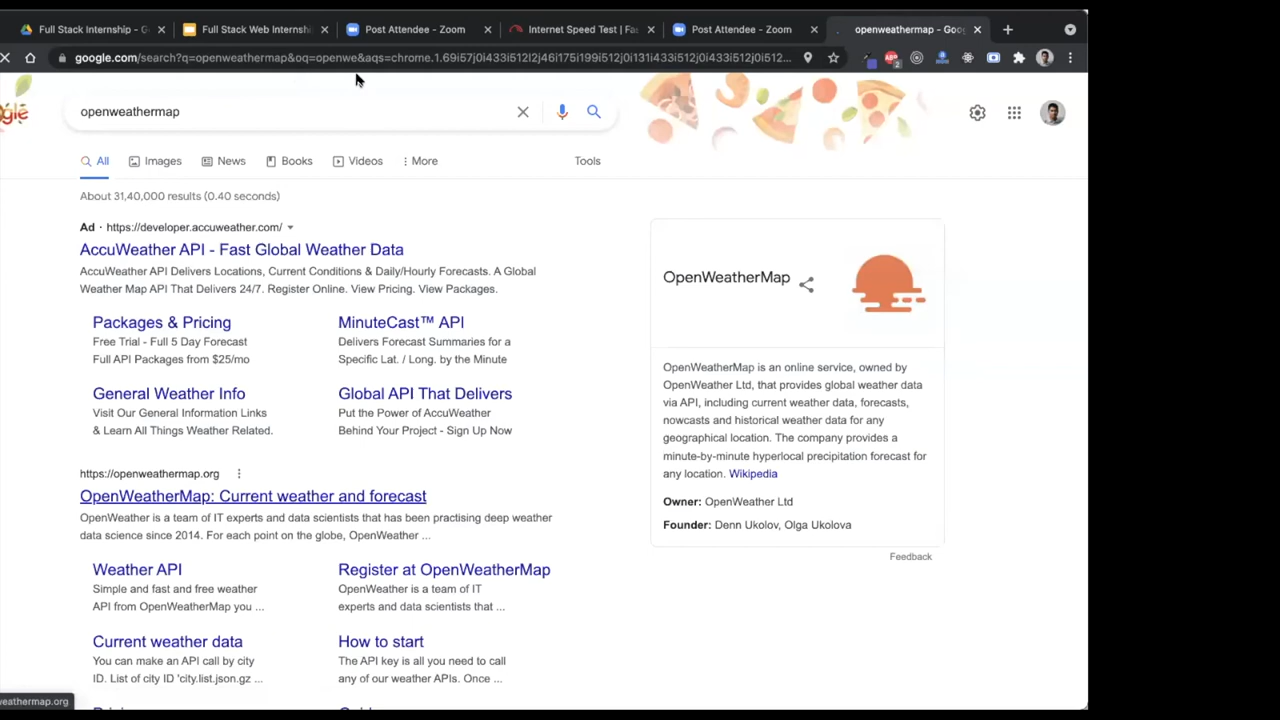 Full Stack Internship - G
Full Stack Web Internshi
Post Attendee - Zoom
Internet Speed Test | Fas
Post Attendee - Zoom
openweathermap - Goog
google.com/search?q=openweathermap&oq=openwe&aqs=chrome.1.69i57j0i433i512l2j46i175i199i512j0i131i433i512j0i433i512j0i433i512...
openweathermap
All
Images
News
Books
Videos
More
Tools
About 31,40,000 results (0.40 seconds)
Ad · https://developer.accuweather.com/
AccuWeather API - Fast Global Weather Data
AccuWeather API Delivers Locations, Current Conditions & Daily/Hourly Forecasts. A Global
Weather Map API That Delivers 24/7. Register Online. View Pricing. View Packages.
Packages & Pricing
Free Trial - Full 5 Day Forecast
Full API Packages from $25/mo
MinuteCast™ API
Delivers Forecast Summaries for a
Specific Lat. / Long. by the Minute
General Weather Info
Visit Our General Information Links
& Learn All Things Weather Related.
Global API That Delivers
Put the Power of AccuWeather
Behind Your Project - Sign Up Now
https://openweathermap.org
OpenWeatherMap: Current weather and forecast
OpenWeather is a team of IT experts and data scientists that has been practising deep weather
data science since 2014. For each point on the globe, OpenWeather ...
Weather API
Simple and fast and free weather
API from OpenWeatherMap you ...
Register at OpenWeatherMap
OpenWeather is a team of IT
experts and data scientists that ...
Current weather data
You can make an API call by city
ID. List of city ID 'city.list.json.gz ...
How to start
The API key is all you need to call
any of our weather APIs. Once ...
OpenWeatherMap
OpenWeatherMap is an online service, owned by
OpenWeather Ltd, that provides global weather data
via API, including current weather data, forecasts,
nowcasts and historical weather data for any
geographical location. The company provides a
minute-by-minute hyperlocal precipitation forecast for
any location. Wikipedia
Owner: OpenWeather Ltd
Founder: Denn Ukolov, Olga Ukolova
Feedback
weathermap.org